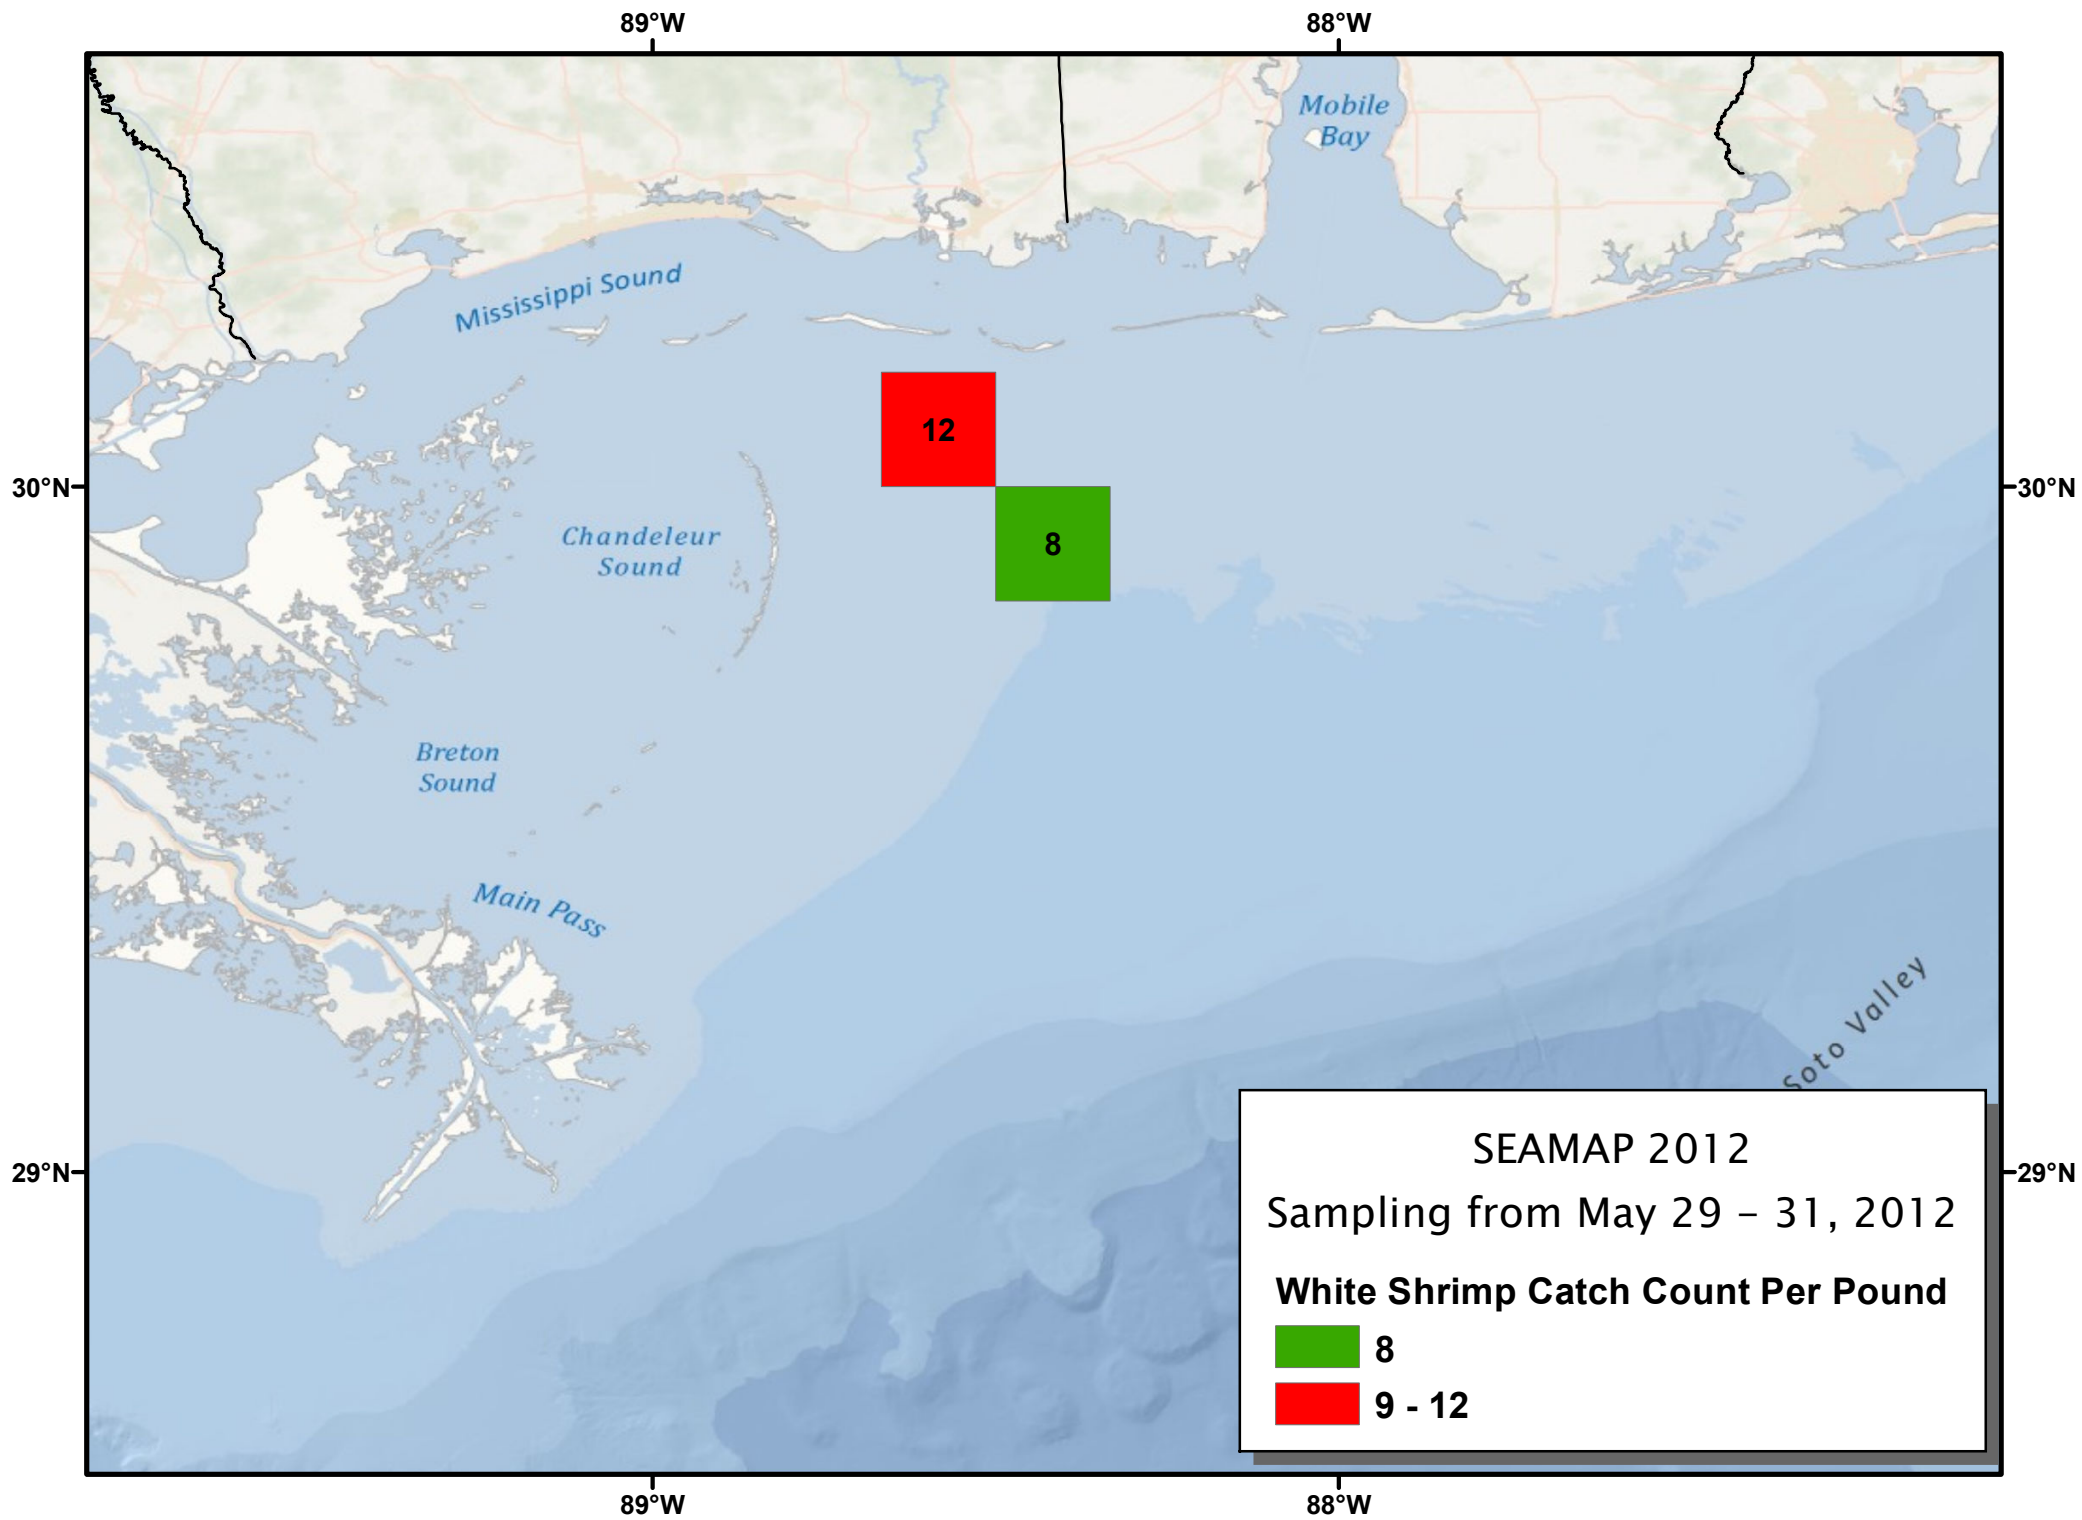 89°W
88°W
Mobile
Bay
Mississippi Sound
12
30°N
30°N
8
Chandeleur
Sound
Breton
Sound
Main Pass
Soto Valley
29°N
29°N
SEAMAP 2012
Sampling from May 29 – 31, 2012
White Shrimp Catch Count Per Pound
8
9 - 12
89°W
88°W